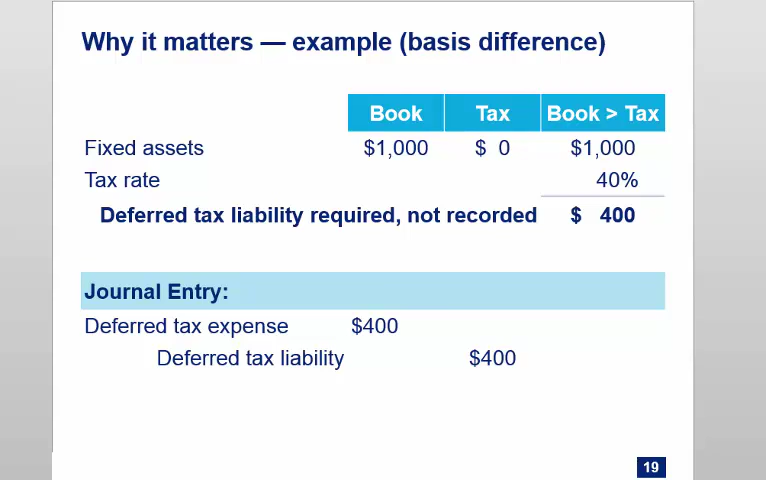 Why it matters — example (basis difference)
Book Tax Book > Tax
Fixed assets $1,000 $ 0 $1,000
Tax rate 40%
Deferred tax liability required, not recorded $ 400
Journal Entry:
Deferred tax expense $400
Deferred tax liability $400
19